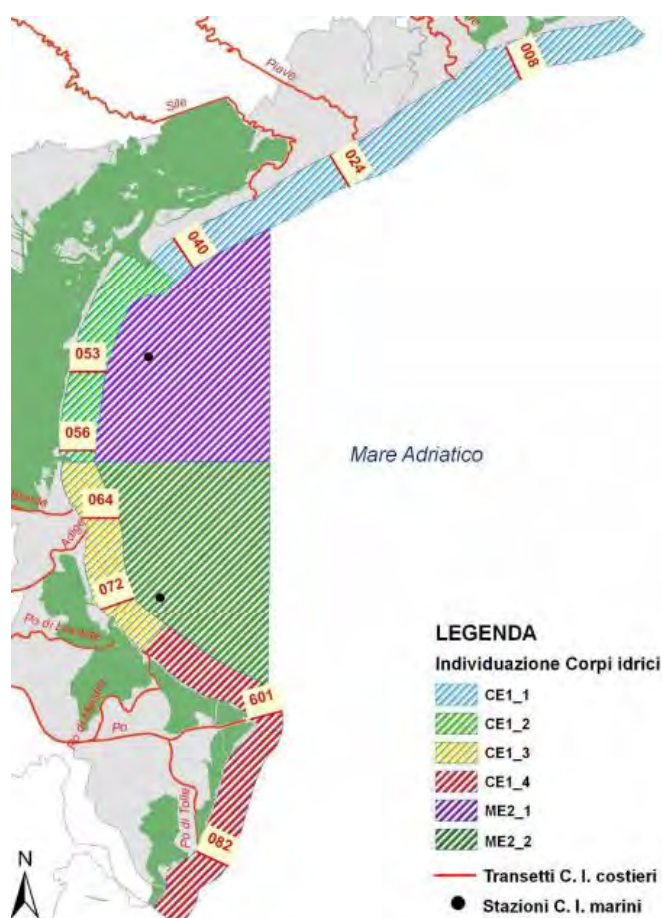 008
Piave
Sile
024
040
053
056
Mare Adriatico
064
Adige
072
Po di Levante
601
Po di Maistra
Po
Po di Tolle
082
N
LEGENDA
Individuazione Corpi idrici
CE1_1
CE1_2
CE1_3
CE1_4
ME2_1
ME2_2
Transetti C. I. costieri
Stazioni C. I. marini